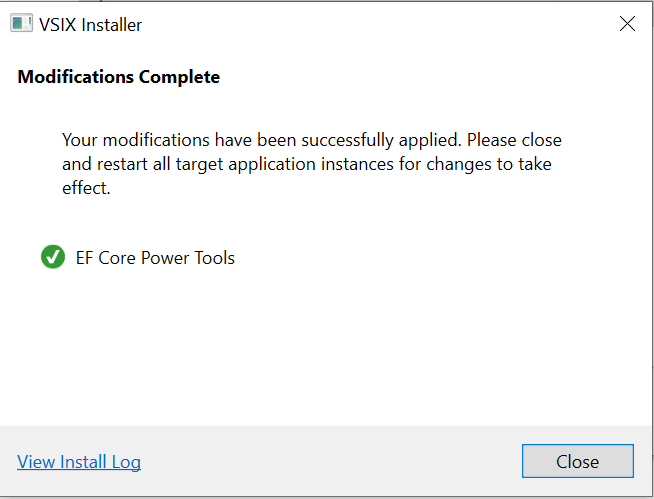 VSIX Installer
Modifications Complete
Your modifications have been successfully applied. Please close
and restart all target application instances for changes to take
effect.
EF Core Power Tools
View Install Log
Close